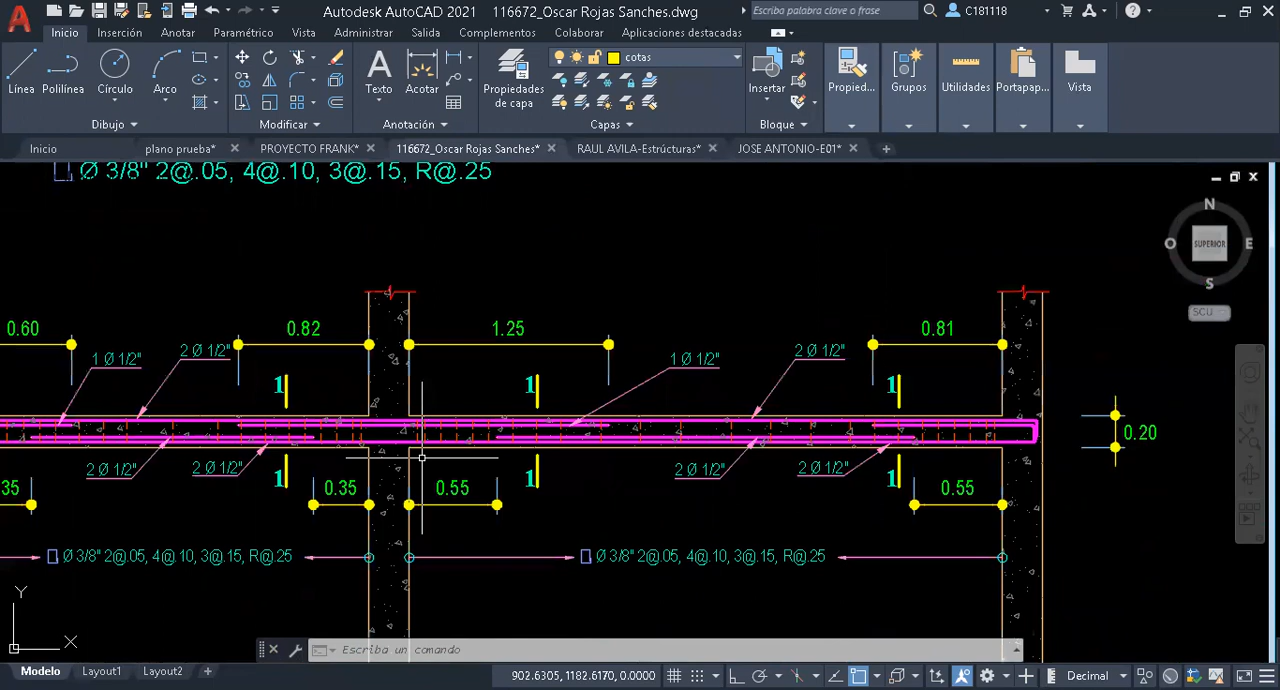 Autodesk AutoCAD 2021 116672_Oscar Rojas Sanches.dwg
Escriba palabra clave o frase
C181118
Inicio Inserción Anotar Paramétrico Vista Administrar Salida Complementos Colaborar Aplicaciones destacadas
cotas
Línea Polilínea Círculo Arco
Texto Acotar
Propiedades de capa
Insertar
Propied... Grupos Utilidades Portapap... Vista
Dibujo Modificar Anotación Capas Bloque
Inicio plano prueba* PROYECTO FRANK* 116672_Oscar Rojas Sanches* RAUL AVILA-Estrúcturas* JOSE ANTONIO-E01*
Ø 3/8" 2@.05, 4@.10, 3@.15, R@.25
N
O SUPERIOR E
S
SCU
0.60 0.82 1.25 0.81
1 Ø 1/2" 2 Ø 1/2" 1 Ø 1/2" 2 Ø 1/2"
1 1 1
0.20
2 Ø 1/2" 2 Ø 1/2" 2 Ø 1/2" 2 Ø 1/2"
1 1 1
35 0.35 0.55 0.55
Ø 3/8" 2@.05, 4@.10, 3@.15, R@.25 Ø 3/8" 2@.05, 4@.10, 3@.15, R@.25
Y
X
Escriba un comando
Modelo Layout1 Layout2 +
902.6305, 1182.6170, 0.0000
Decimal